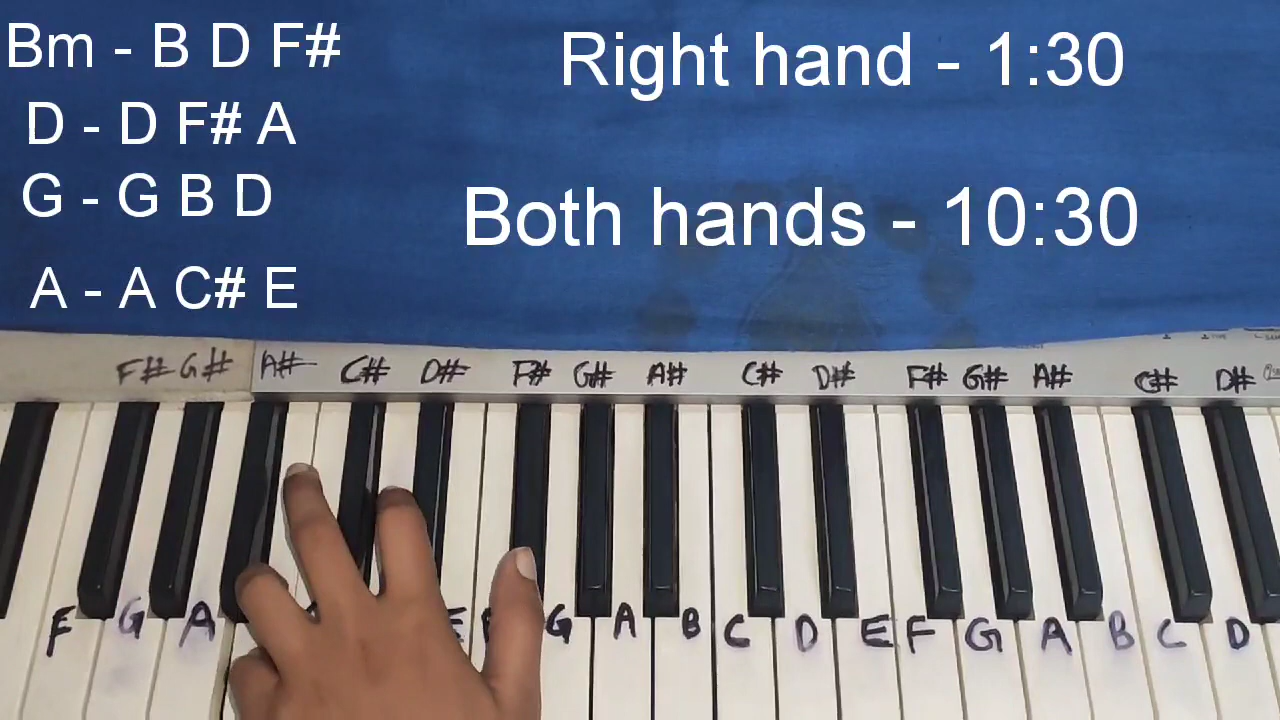 Bm - B D F#
D - D F# A
G - G B D
A - A C# E
Right hand - 1:30
Both hands - 10:30
F# G# A# C# D# F# G# A# C# D# F# G# A# C# D#
F G A E G A B C D E F G A B C D